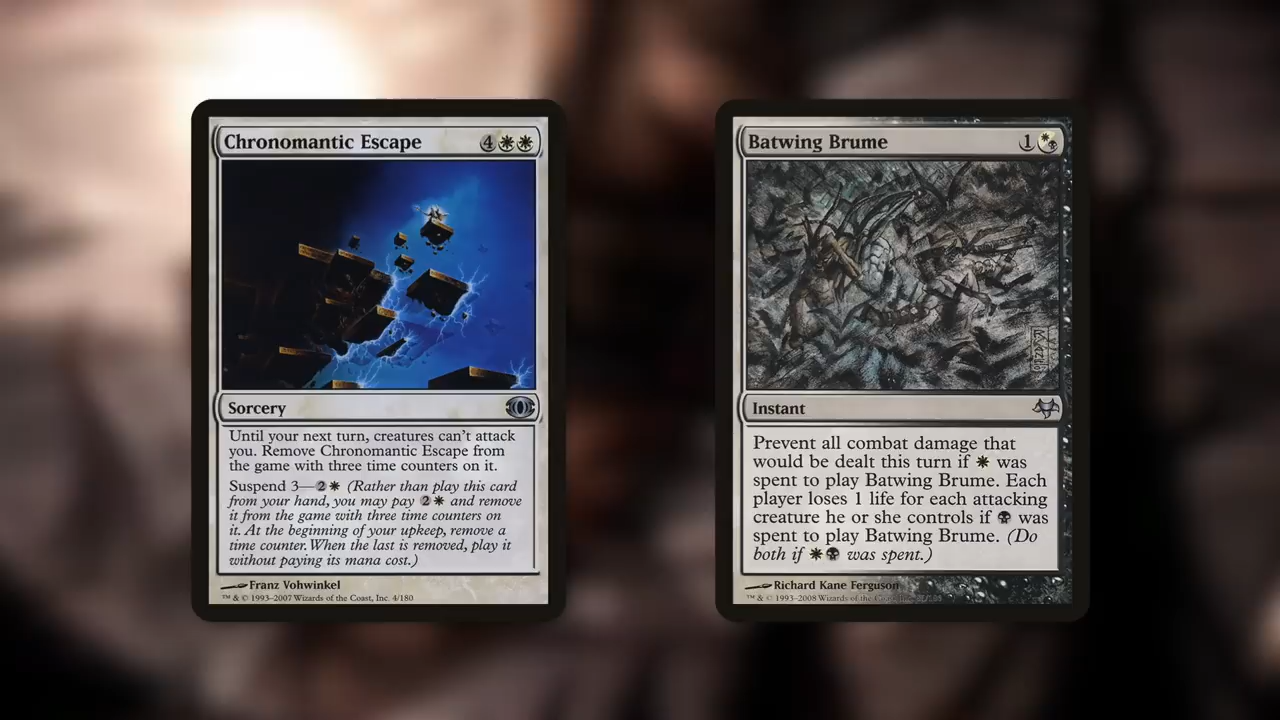 Chronomantic Escape 4
Sorcery
Until your next turn, creatures can't attack
you. Remove Chronomantic Escape from
the game with three time counters on it.
Suspend 3—2 (Rather than play this card
from your hand, you may pay 2 and remove
it from the game with three time counters on
it. At the beginning of your upkeep, remove a
time counter. When the last is removed, play it
without paying its mana cost.)
Franz Vohwinkel
™ & © 1993–2007 Wizards of the Coast, Inc. 4/180
Batwing Brume 1
Instant
Prevent all combat damage that
would be dealt this turn if was
spent to play Batwing Brume. Each
player loses 1 life for each attacking
creature he or she controls if was
spent to play Batwing Brume. (Do
both if was spent.)
Richard Kane Ferguson
™ & © 1993–2008 Wizards of the